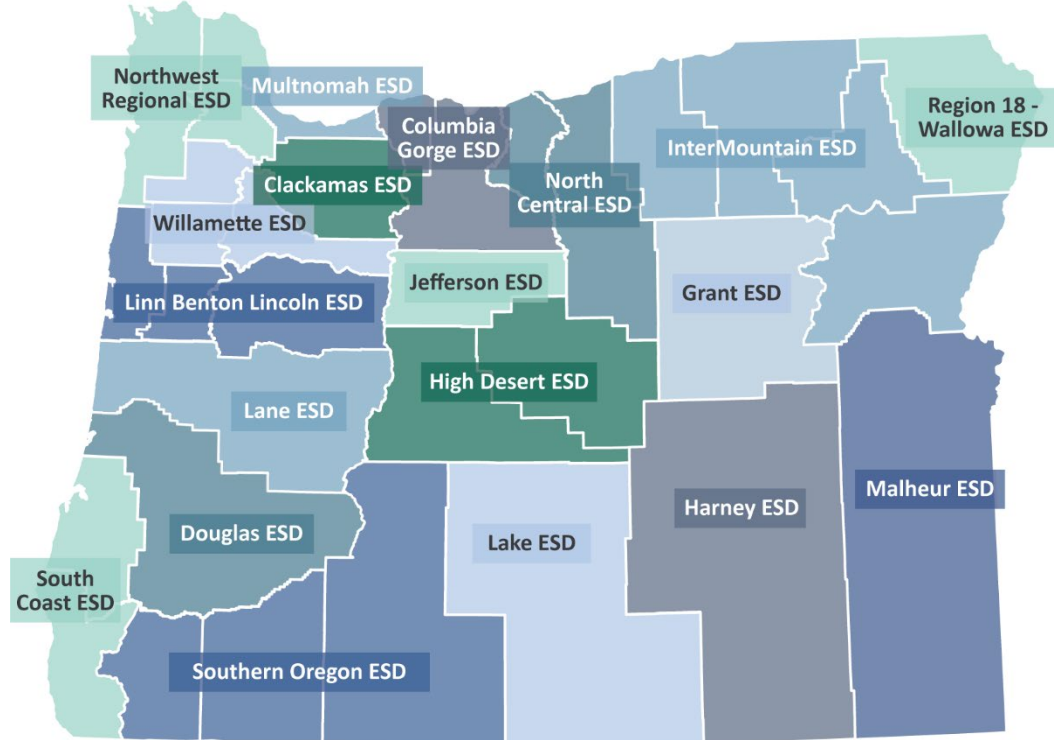 Northwest
Regional ESD
Multnomah ESD
Columbia
Gorge ESD
Region 18 -
Wallowa ESD
InterMountain ESD
Clackamas ESD
North
Central ESD
Willamette ESD
Jefferson ESD
Grant ESD
Linn Benton Lincoln ESD
High Desert ESD
Lane ESD
Malheur ESD
Harney ESD
Douglas ESD
Lake ESD
South
Coast ESD
Southern Oregon ESD